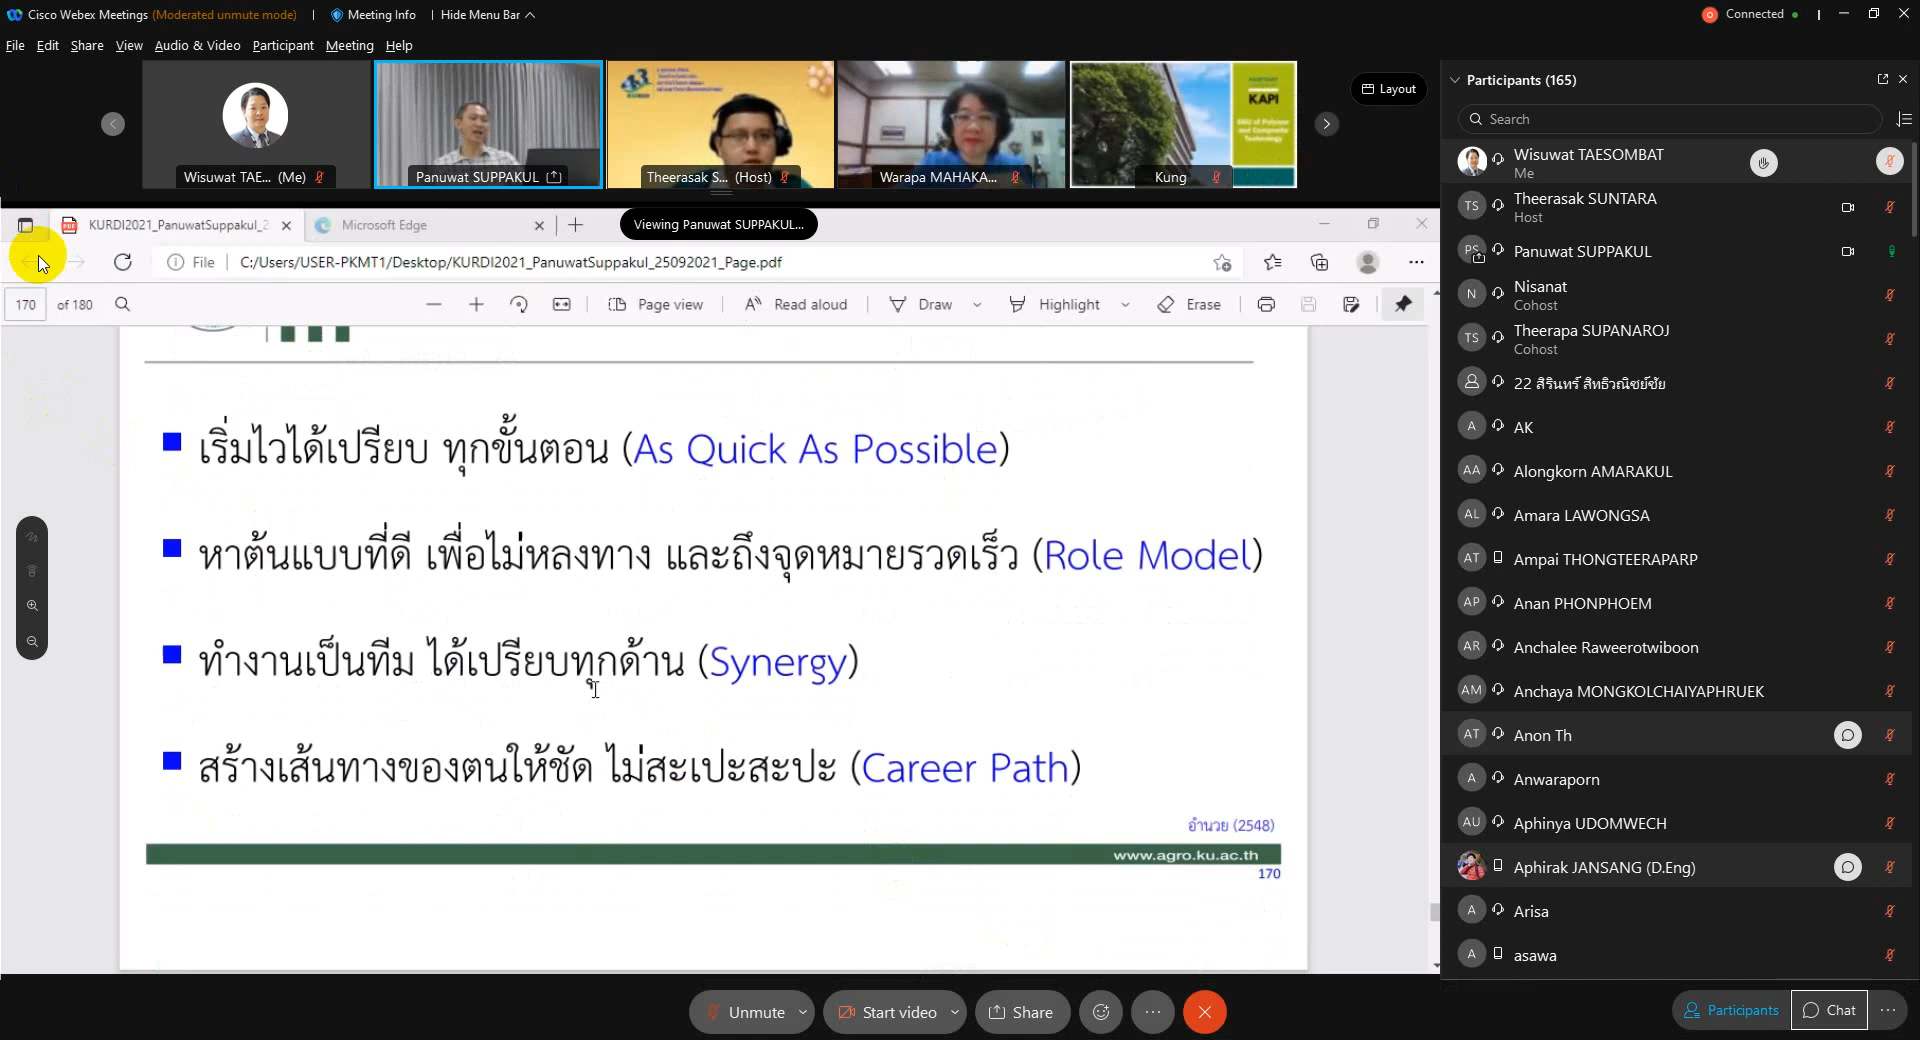 Cisco Webex Meetings (Moderated unmute mode) | Meeting Info | Hide Menu Bar
Connected
File Edit Share View Audio & Video Participant Meeting Help
Wisuwat TAE... (Me)
Panuwat SUPPAKUL
Theerasak S... (Host)
Warapa MAHAKA...
KAPI
Kung
Layout
KURDI2021_PanuwatSuppakul_2
Microsoft Edge
Viewing Panuwat SUPPAKUL...
File | C:/Users/USER-PKMT1/Desktop/KURDI2021_PanuwatSuppakul_25092021_Page.pdf
170 of 180
Page view
Read aloud
Draw
Highlight
Erase
เริ่มไวได้เปรียบ ทุกขั้นตอน (As Quick As Possible)
หาต้นแบบที่ดี เพื่อไม่หลงทาง และถึงจุดหมายรวดเร็ว (Role Model)
ทำงานเป็นทีม ได้เปรียบทุกด้าน (Synergy)
สร้างเส้นทางของตนให้ชัด ไม่สะเปะสะปะ (Career Path)
อำนวย (2548)
www.agro.ku.ac.th
170
Participants (165)
Search
Wisuwat TAESOMBAT
Me
TS Theerasak SUNTARA
Host
PS Panuwat SUPPAKUL
N Nisanat
Cohost
TS Theerapa SUPANAROJ
Cohost
22 สิรินทร์ สิทธิวณิชย์ชัย
A AK
AA Alongkorn AMARAKUL
AL Amara LAWONGSA
AT Ampai THONGTEERAPARP
AP Anan PHONPHOEM
AR Anchalee Raweerotwiboon
AM Anchaya MONGKOLCHAIYAPHRUEK
AT Anon Th
A Anwaraporn
AU Aphinya UDOMWECH
Aphirak JANSANG (D.Eng)
A Arisa
A asawa
Unmute
Start video
Share
Participants
Chat